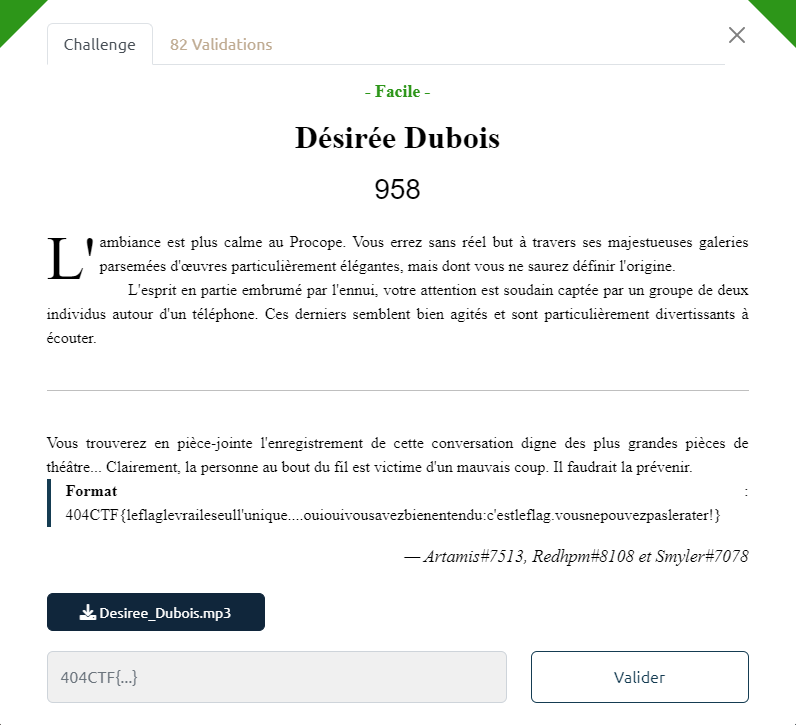 Challenge
82 Validations
- Facile -
Désirée Dubois
958
L'ambiance est plus calme au Procope. Vous errez sans réel but à travers ses majestueuses galeries
parsemées d'œuvres particulièrement élégantes, mais dont vous ne saurez définir l'origine.
L'esprit en partie embrumé par l'ennui, votre attention est soudain captée par un groupe de deux
individus autour d'un téléphone. Ces derniers semblent bien agités et sont particulièrement divertissants à
écouter.
Vous trouverez en pièce-jointe l'enregistrement de cette conversation digne des plus grandes pièces de
théâtre... Clairement, la personne au bout du fil est victime d'un mauvais coup. Il faudrait la prévenir.
Format :
404CTF{leflaglevraileseull'unique....ouiouivousavezbienentendu:c'estleflag.vousnepouvezpaslerater!}
— Artamis#7513, Redhpm#8108 et Smyler#7078
Desiree_Dubois.mp3
404CTF{...}
Valider